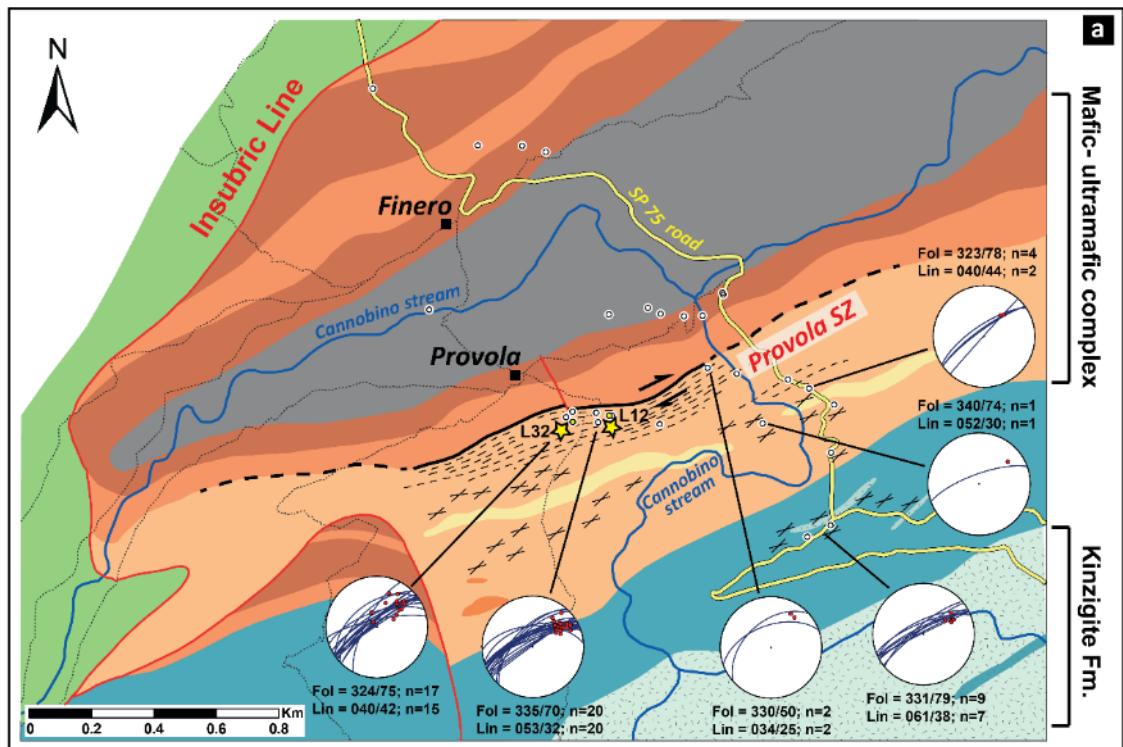 a
N
Insubric Line
Finero
SP 75 road
Cannobino stream
Provola
Provola SZ
Mafic- ultramafic complex
Fol = 323/78; n=4
Lin = 040/44; n=2
L32
L12
Fol = 340/74; n=1
Lin = 052/30; n=1
Cannobino
stream
Kinzigite Fm.
Fol = 324/75; n=17
Lin = 040/42; n=15
Fol = 335/70; n=20
Lin = 053/32; n=20
Fol = 330/50; n=2
Lin = 034/25; n=2
Fol = 331/79; n=9
Lin = 061/38; n=7
Km
0 0.2 0.4 0.6 0.8